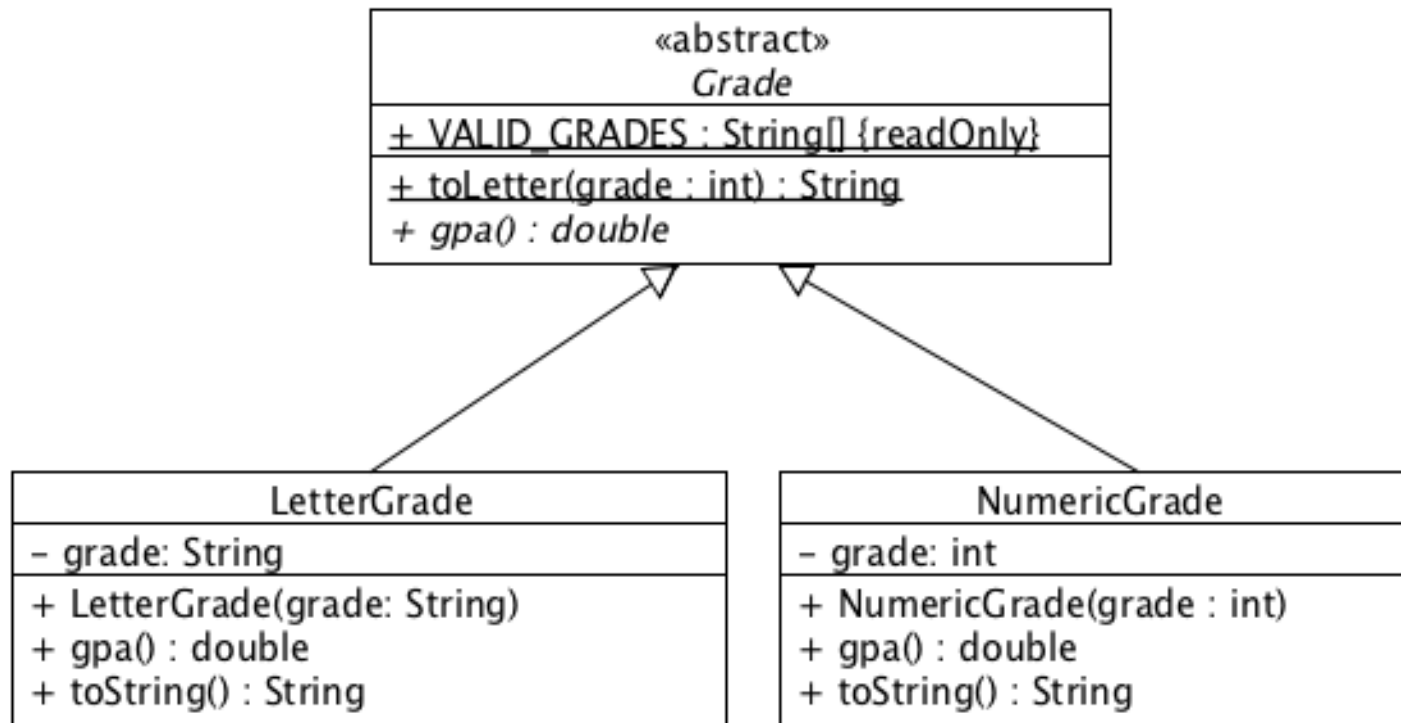 «abstract»
Grade
+ VALID_GRADES : String[] {readOnly}
+ toLetter(grade : int) : String
+ gpa() : double
LetterGrade
– grade: String
+ LetterGrade(grade: String)
+ gpa() : double
+ toString() : String
NumericGrade
– grade: int
+ NumericGrade(grade : int)
+ gpa() : double
+ toString() : String